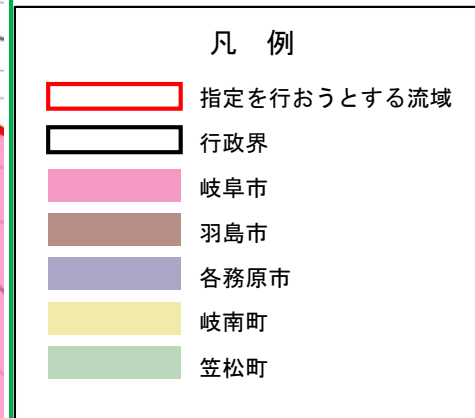 凡 例
指定を行おうとする流域
行政界
岐阜市
羽島市
各務原市
岐南町
笠松町